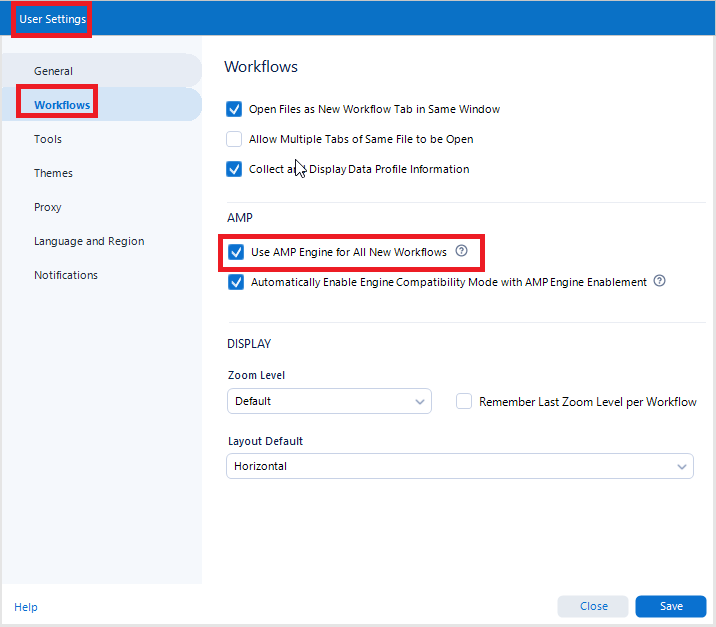 User Settings
General
Workflows
Tools
Themes
Proxy
Language and Region
Notifications
Workflows
Open Files as New Workflow Tab in Same Window
Allow Multiple Tabs of Same File to be Open
Collect and Display Data Profile Information
AMP
Use AMP Engine for All New Workflows
Automatically Enable Engine Compatibility Mode with AMP Engine Enablement
DISPLAY
Zoom Level
Default
Remember Last Zoom Level per Workflow
Layout Default
Horizontal
Help
Close
Save